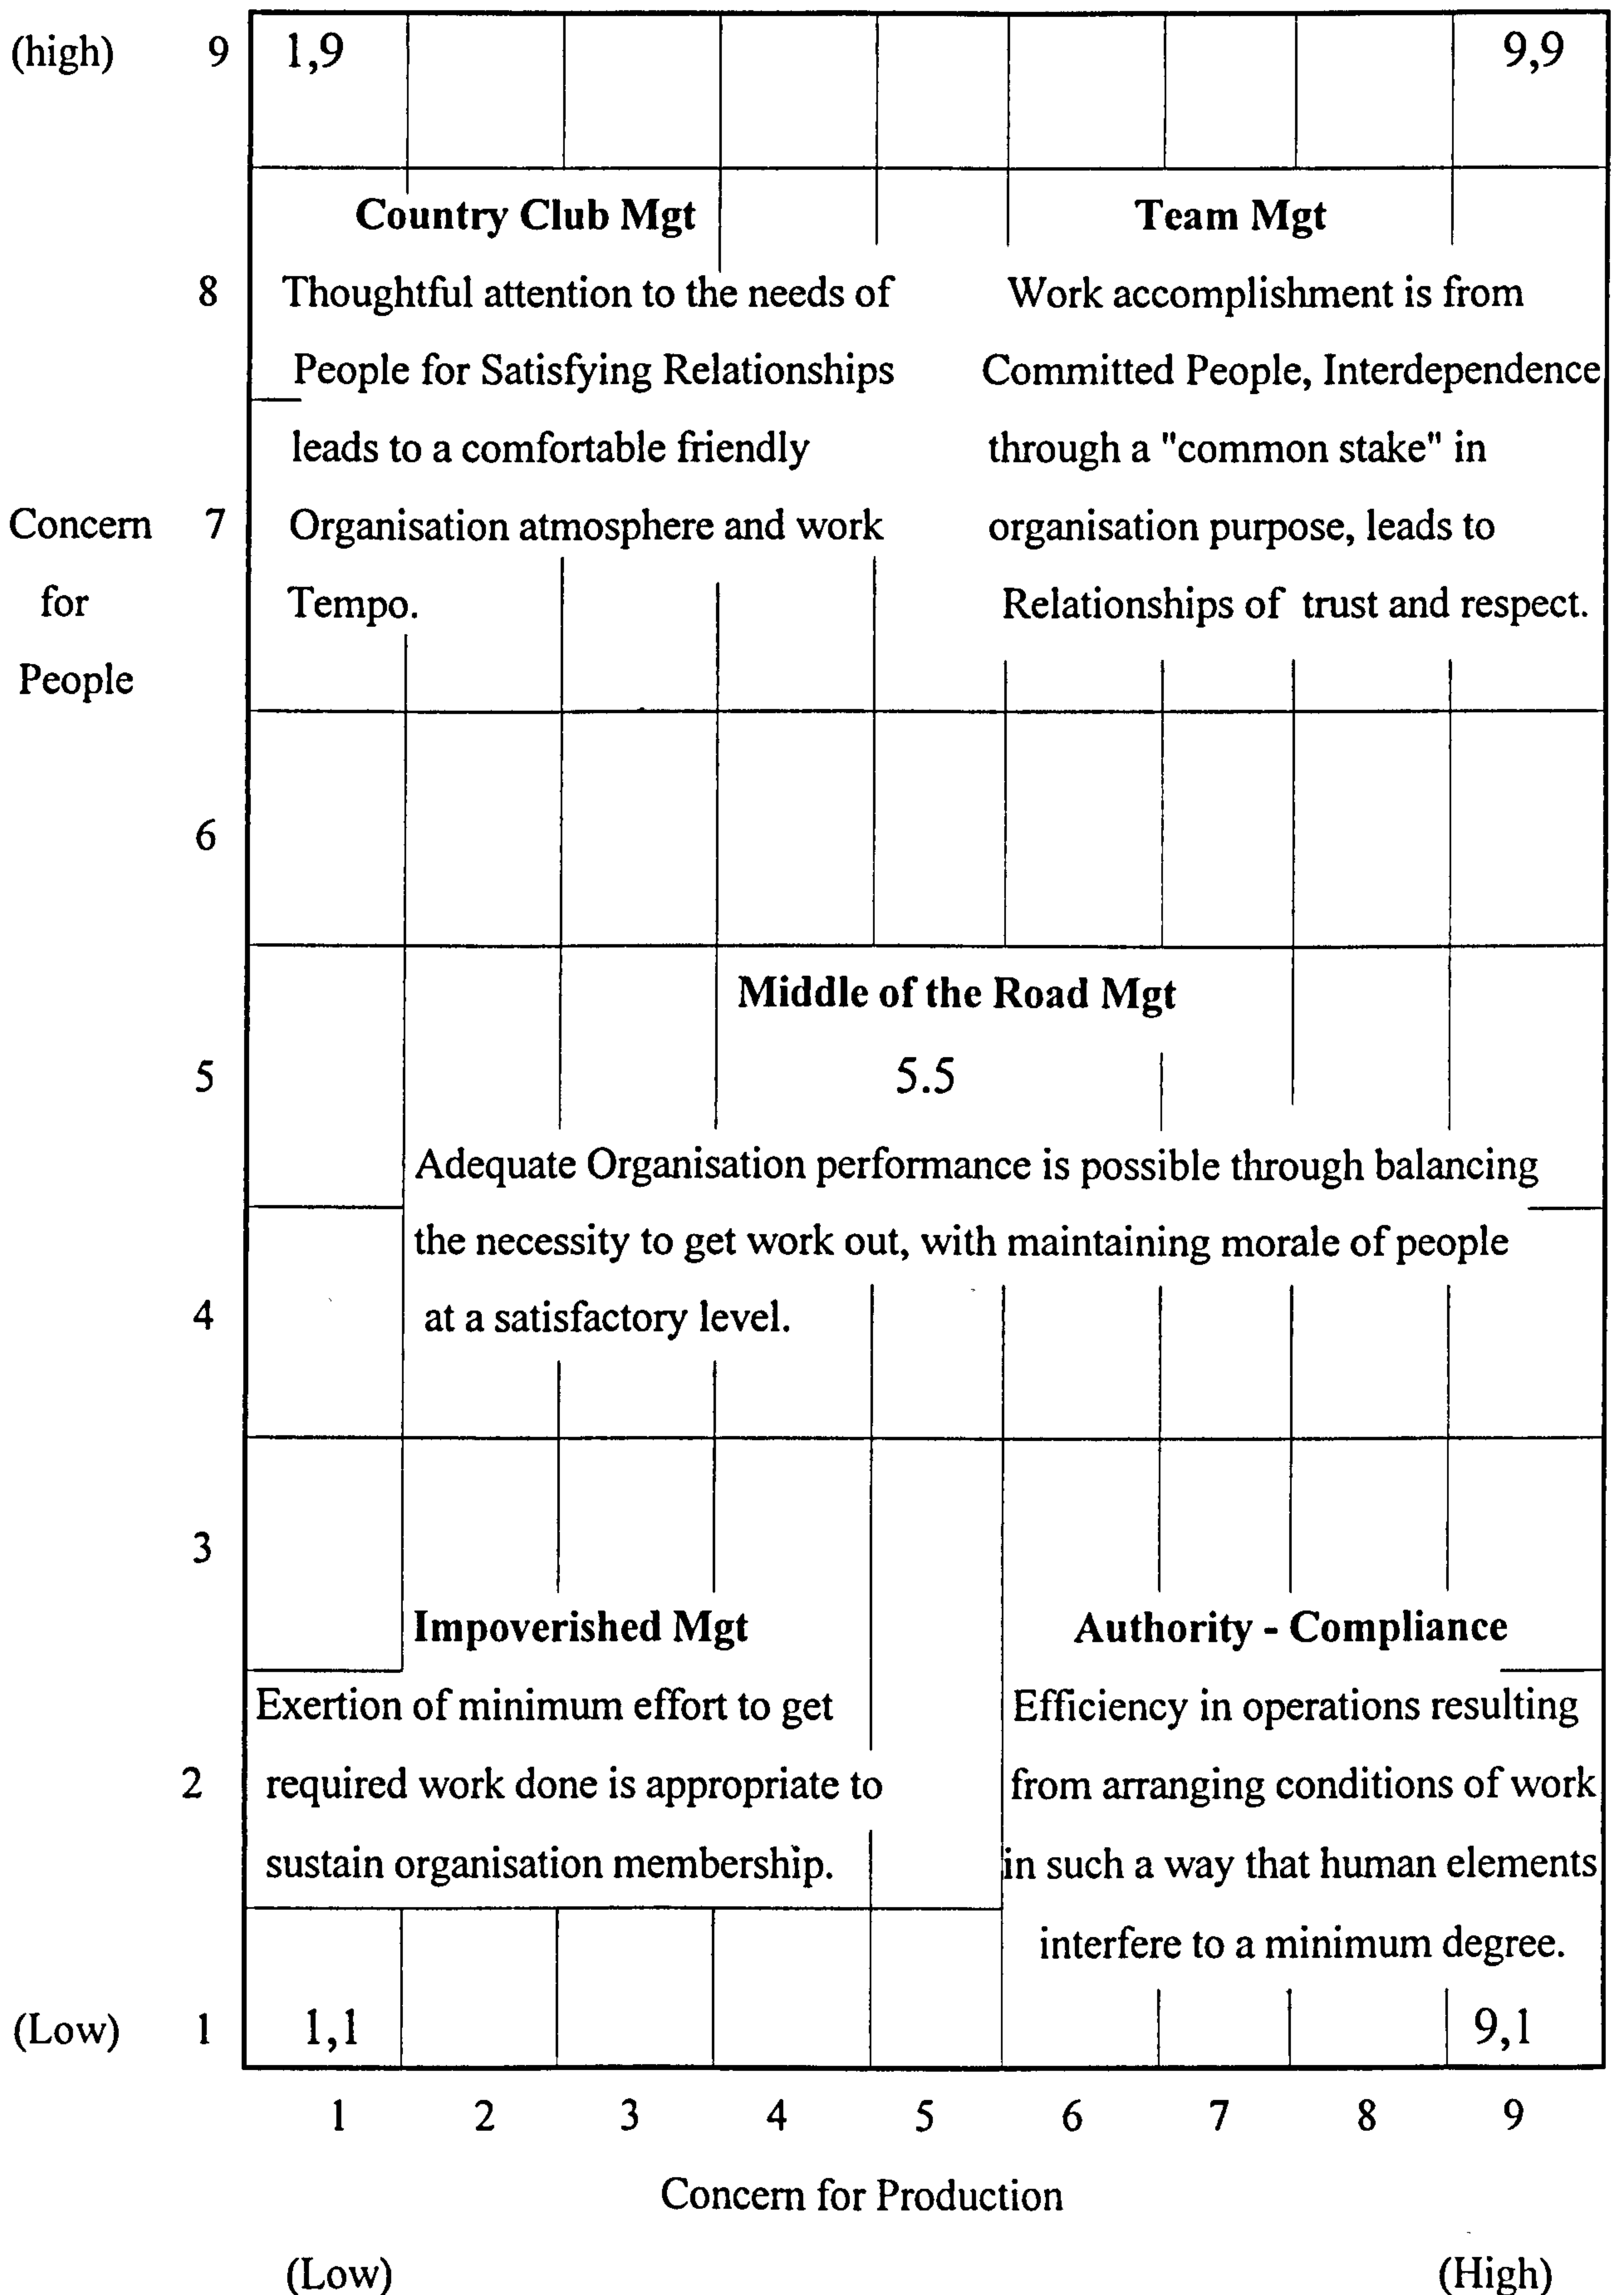 (high) 9 1,9 9,9
Country Club Mgt
8 Thoughtful attention to the needs of
People for Satisfying Relationships
leads to a comfortable friendly
7 Organisation atmosphere and work
Tempo.
Team Mgt
Work accomplishment is from
Committed People, Interdependence
through a "common stake" in
organisation purpose, leads to
Relationships of trust and respect.
Concern
for
People
6
Middle of the Road Mgt
5 5.5
Adequate Organisation performance is possible through balancing
the necessity to get work out, with maintaining morale of people
4 at a satisfactory level.
3
Impoverished Mgt
Exertion of minimum effort to get
2 required work done is appropriate to
sustain organisation membership.
Authority - Compliance
Efficiency in operations resulting
from arranging conditions of work
in such a way that human elements
interfere to a minimum degree.
(Low) 1 1,1 9,1
1 2 3 4 5 6 7 8 9
Concern for Production
(Low) (High)